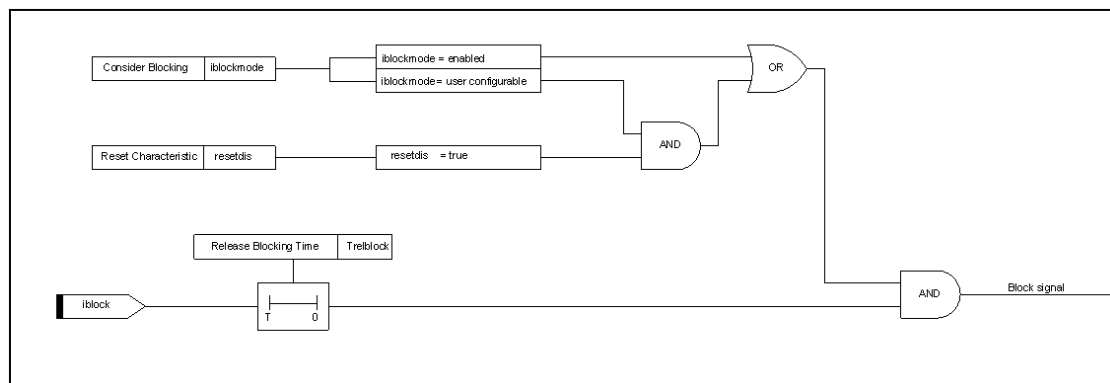 Consider Blocking iblockmode
iblockmode = enabled
iblockmode= user configurable
OR
AND
Reset Characteristic resetdis
resetdis = true
Release Blocking Time Trelblock
iblock
T 0
AND
Block signal